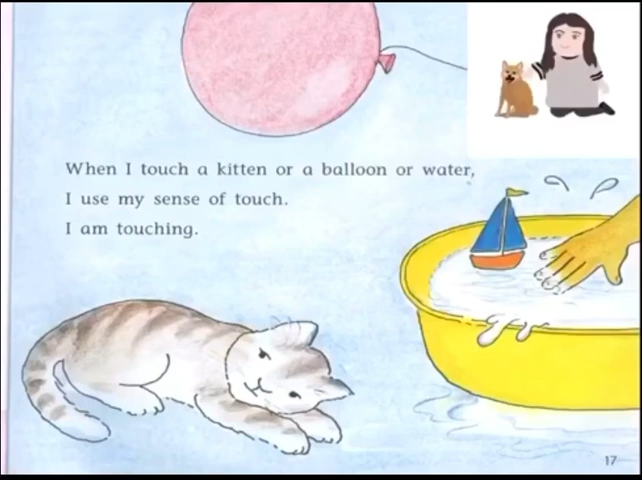 When I touch a kitten or a balloon or water,
I use my sense of touch.
I am touching.
17